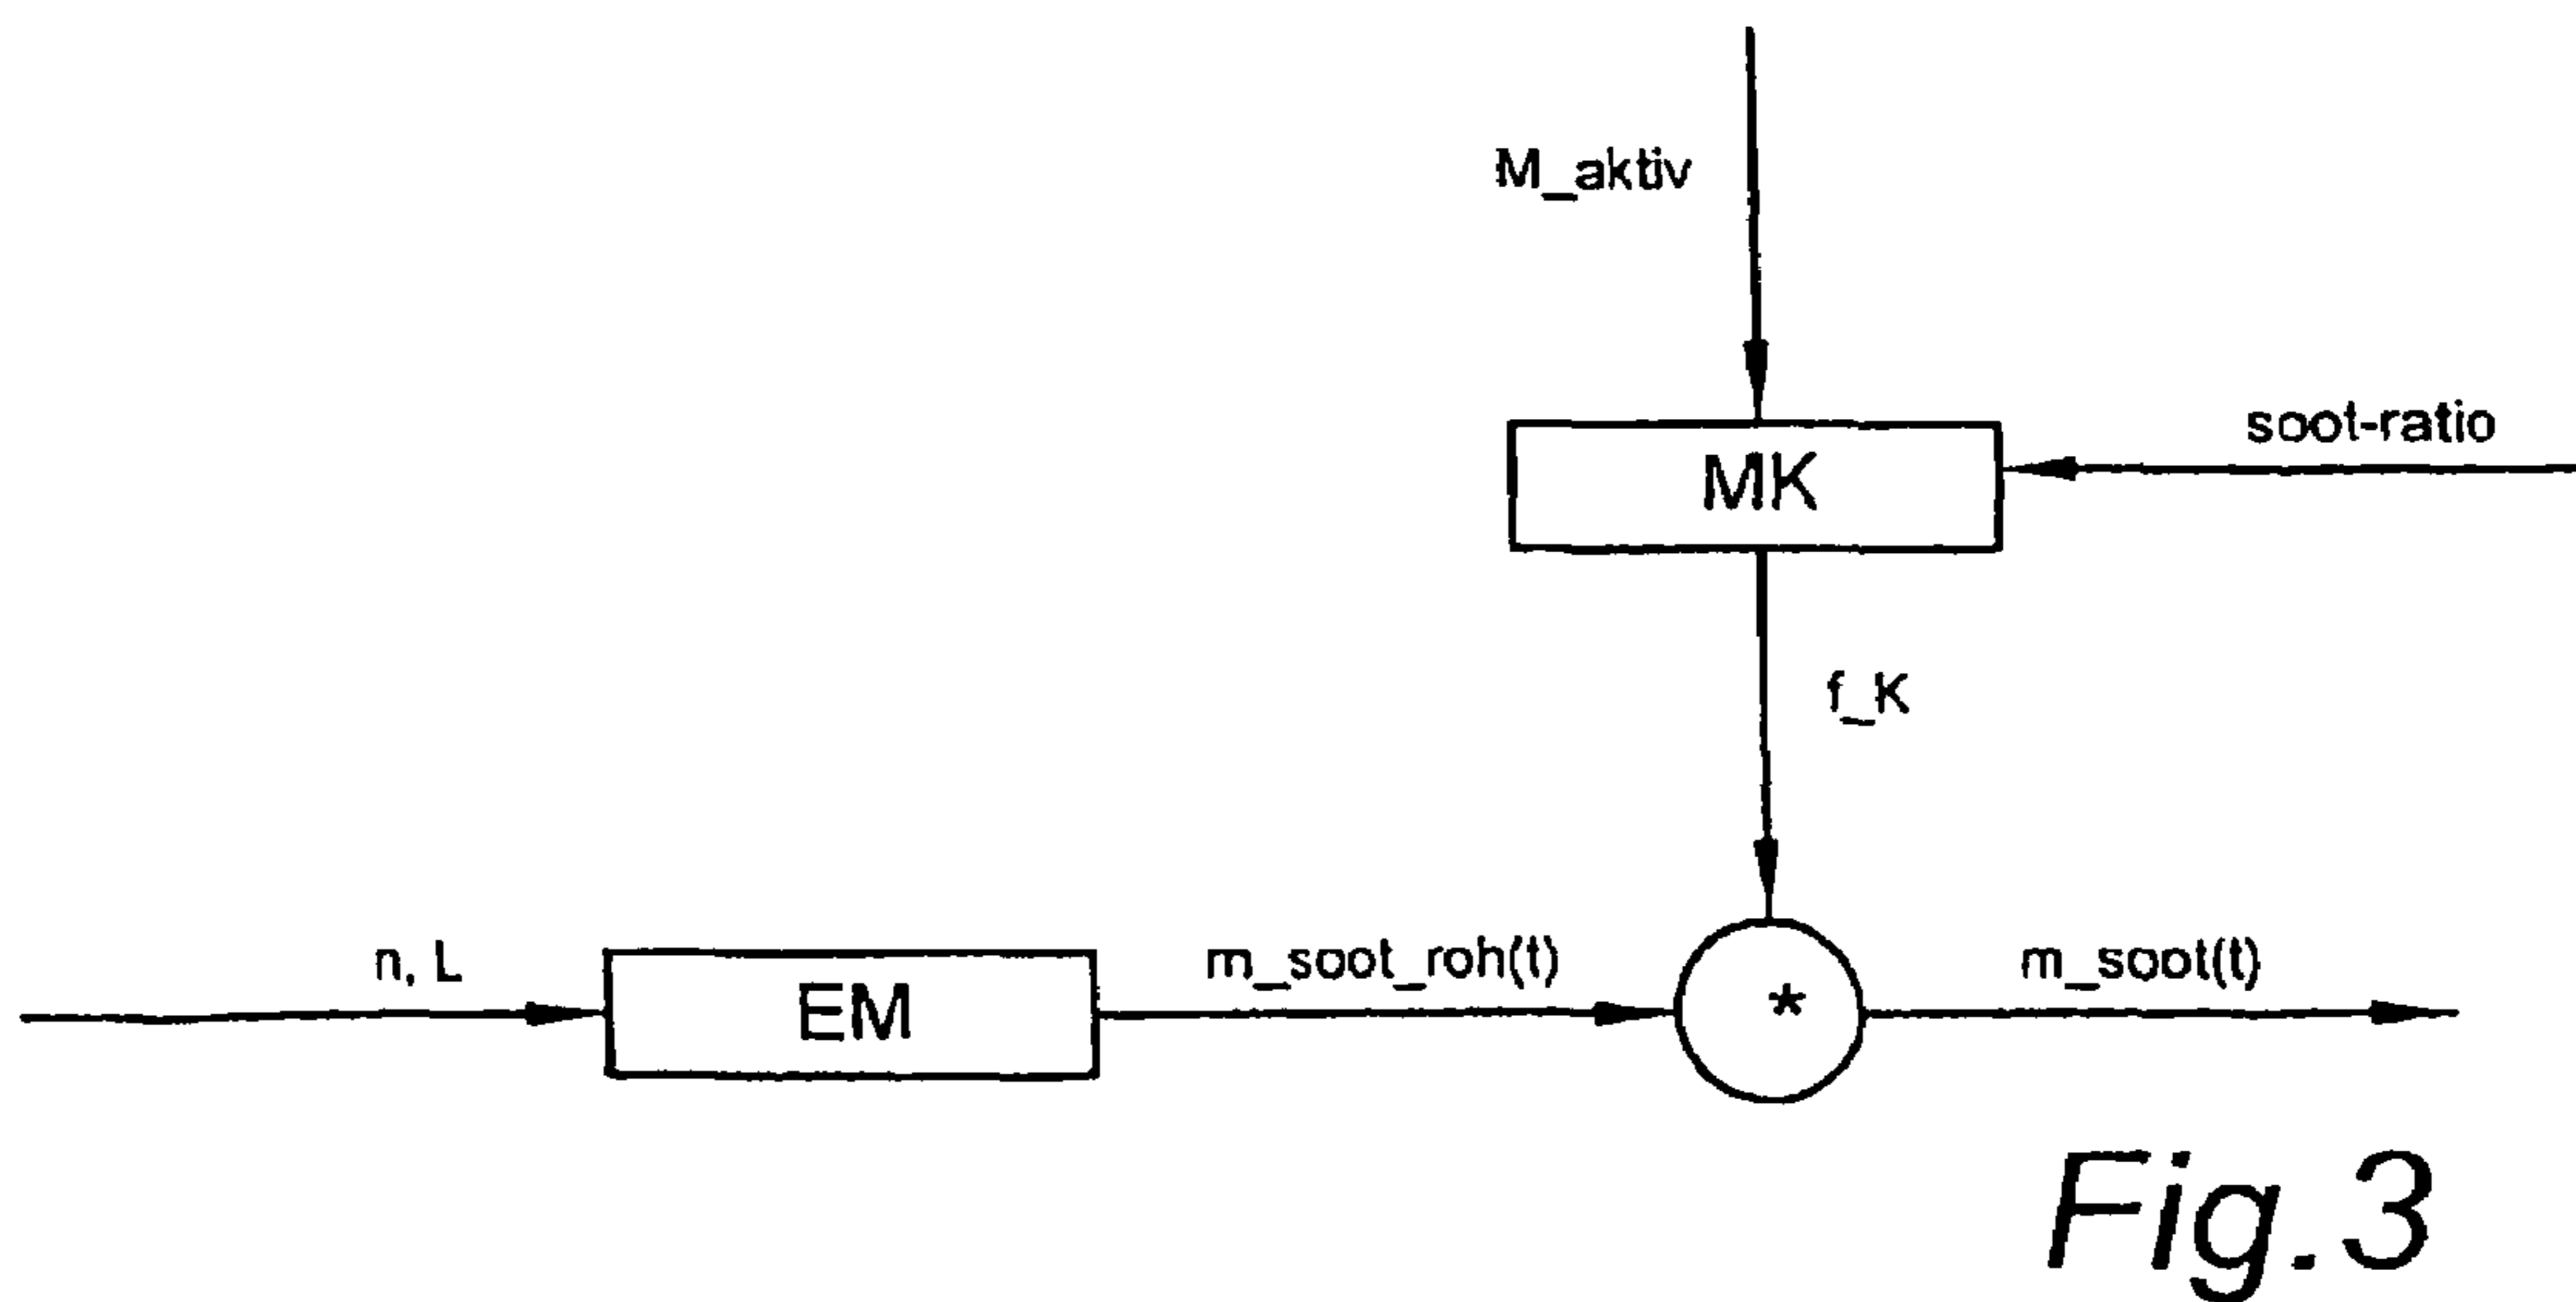 M_aktiv
soot-ratio
MK
f_K
n, L
EM
m_soot_roh(t)
*
m_soot(t)
Fig.3